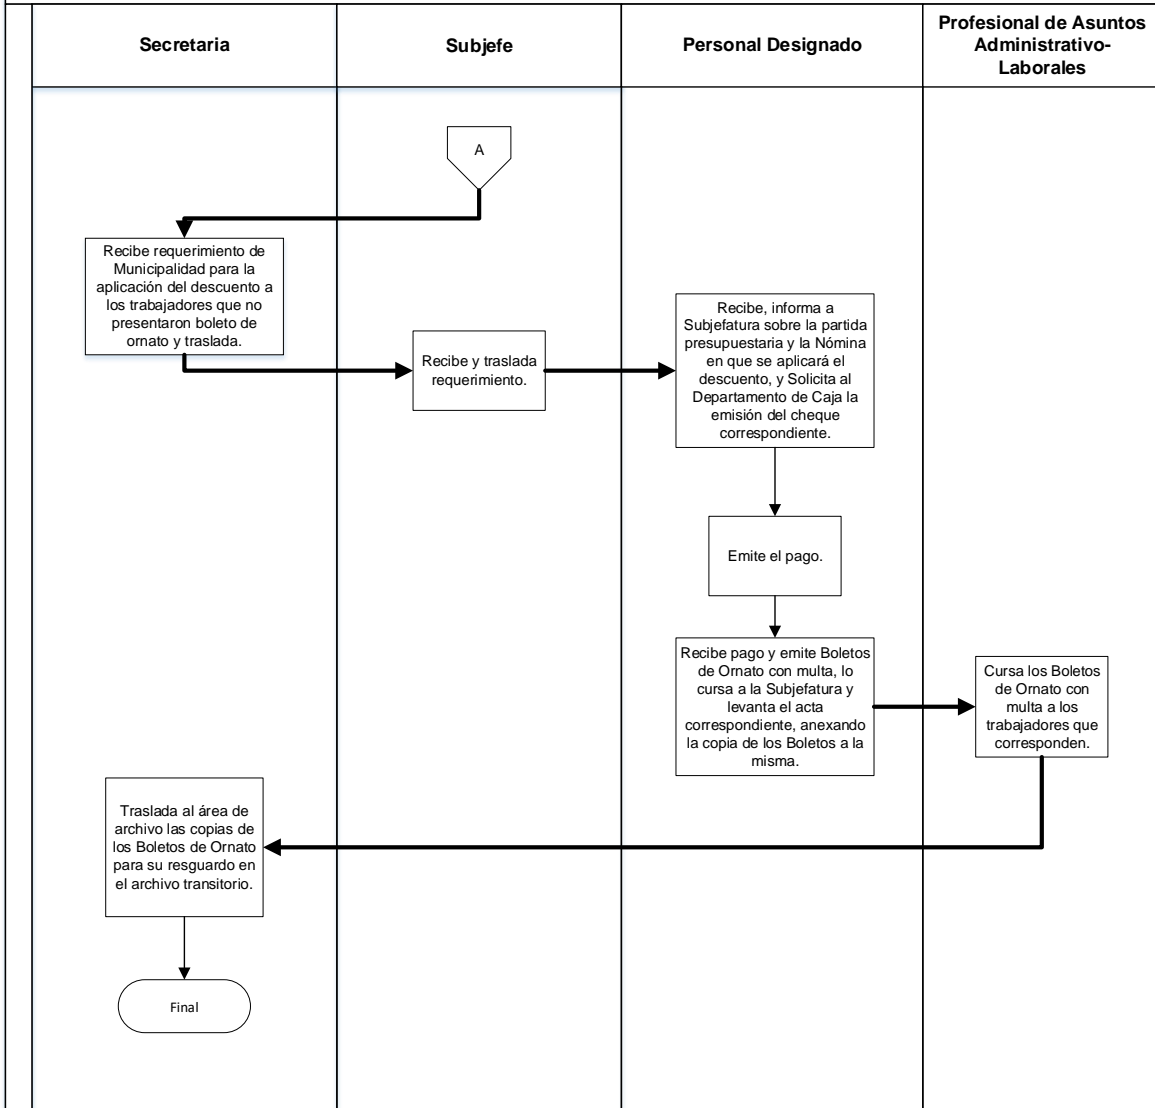 Secretaria
Subjefe
Personal Designado
Profesional de Asuntos
Administrativo-
Laborales
A
Recibe requerimiento de
Municipalidad para la
aplicación del descuento a
los trabajadores que no
presentaron boleto de
ornato y traslada.
Recibe y traslada
requerimiento.
Recibe, informa a
Subjefatura sobre la partida
presupuestaria y la Nómina
en que se aplicará el
descuento, y Solicita al
Departamento de Caja la
emisión del cheque
correspondiente.
Emite el pago.
Recibe pago y emite Boletos
de Ornato con multa, lo
cursa a la Subjefatura y
levanta el acta
correspondiente, anexando
la copia de los Boletos a la
misma.
Cursa los Boletos
de Ornato con
multa a los
trabajadores que
corresponden.
Traslada al área de
archivo las copias de
los Boletos de Ornato
para su resguardo en
el archivo transitorio.
Final